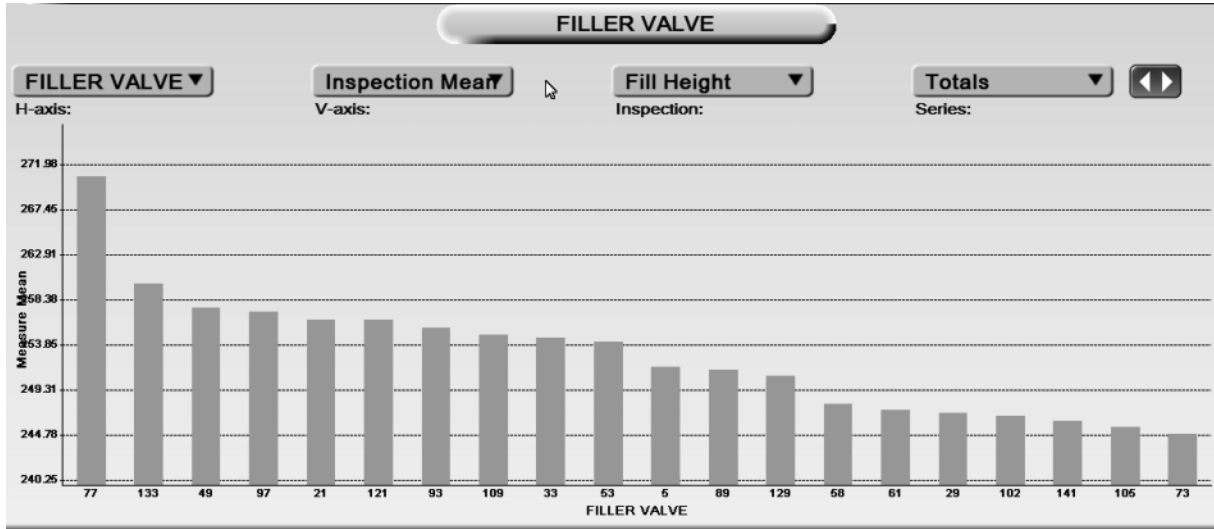 FILLER VALVE
FILLER VALVE Inspection Mean Fill Height Totals
H-axis: V-axis: Inspection: Series:
271.98
267.45
262.91
258.38
253.85
249.31
244.78
240.25
Measure Mean
77 133 49 97 21 121 93 109 33 53 5 89 129 58 61 29 102 141 105 73
FILLER VALVE